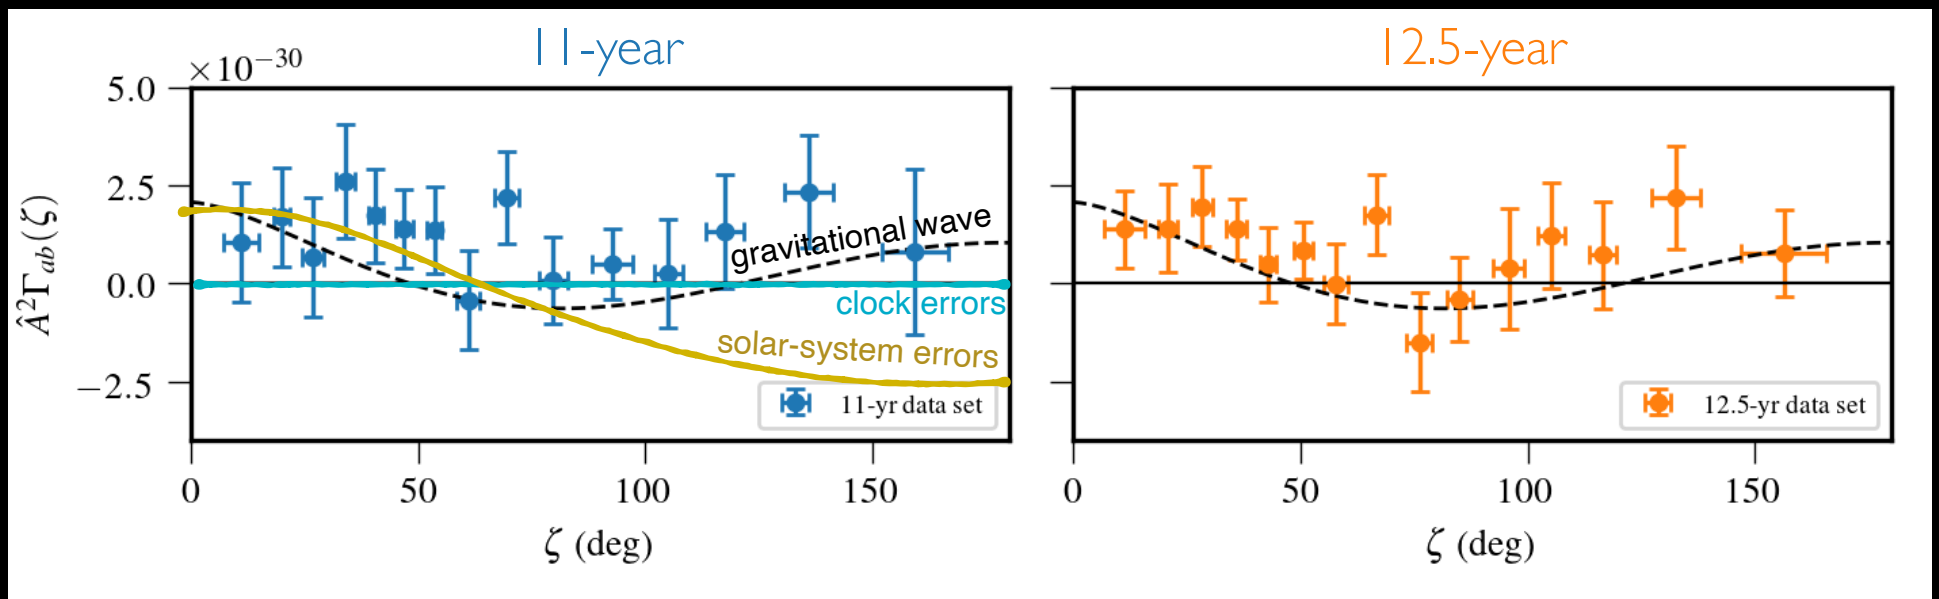 11-year
12.5-year
×10⁻³⁰
5.0
2.5
0.0
−2.5
Â²Γab(ζ)
gravitational wave
clock errors
solar-system errors
11-yr data set
12.5-yr data set
0 50 100 150
0 50 100 150
ζ (deg)
ζ (deg)